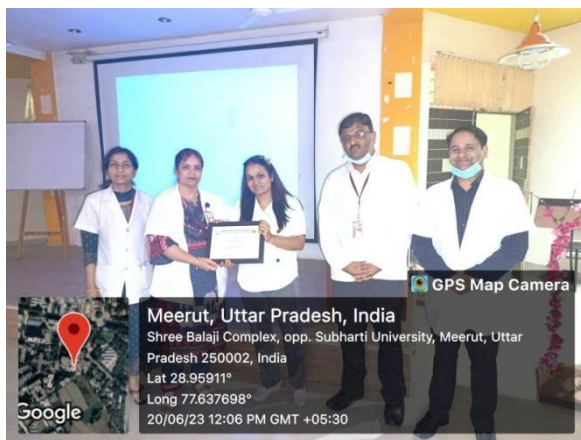 GPS Map Camera
Meerut, Uttar Pradesh, India
Shree Balaji Complex, opp. Subharti University, Meerut, Uttar
Pradesh 250002, India
Lat 28.95911°
Long 77.637698°
20/06/23 12:06 PM GMT +05:30
Google